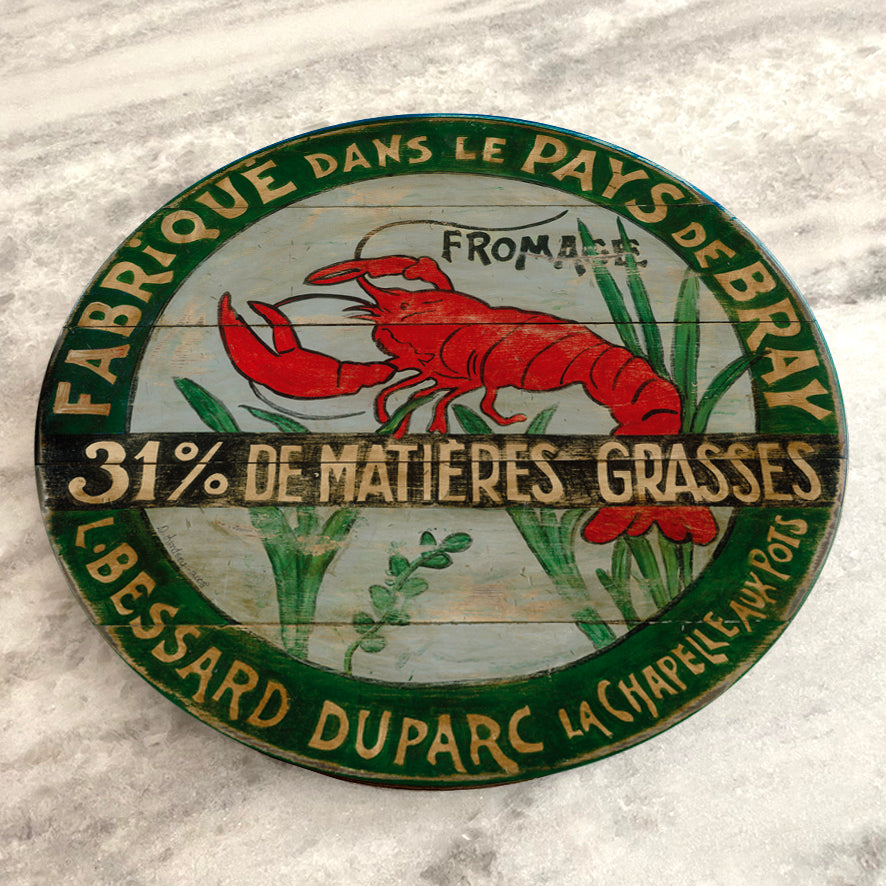 FABRIQUÉ DANS LE PAYS DE BRAY
FROMAGE
31% DE MATIÈRES GRASSES
L. BESSARD DUPARC LA CHAPELLE AUX POTS